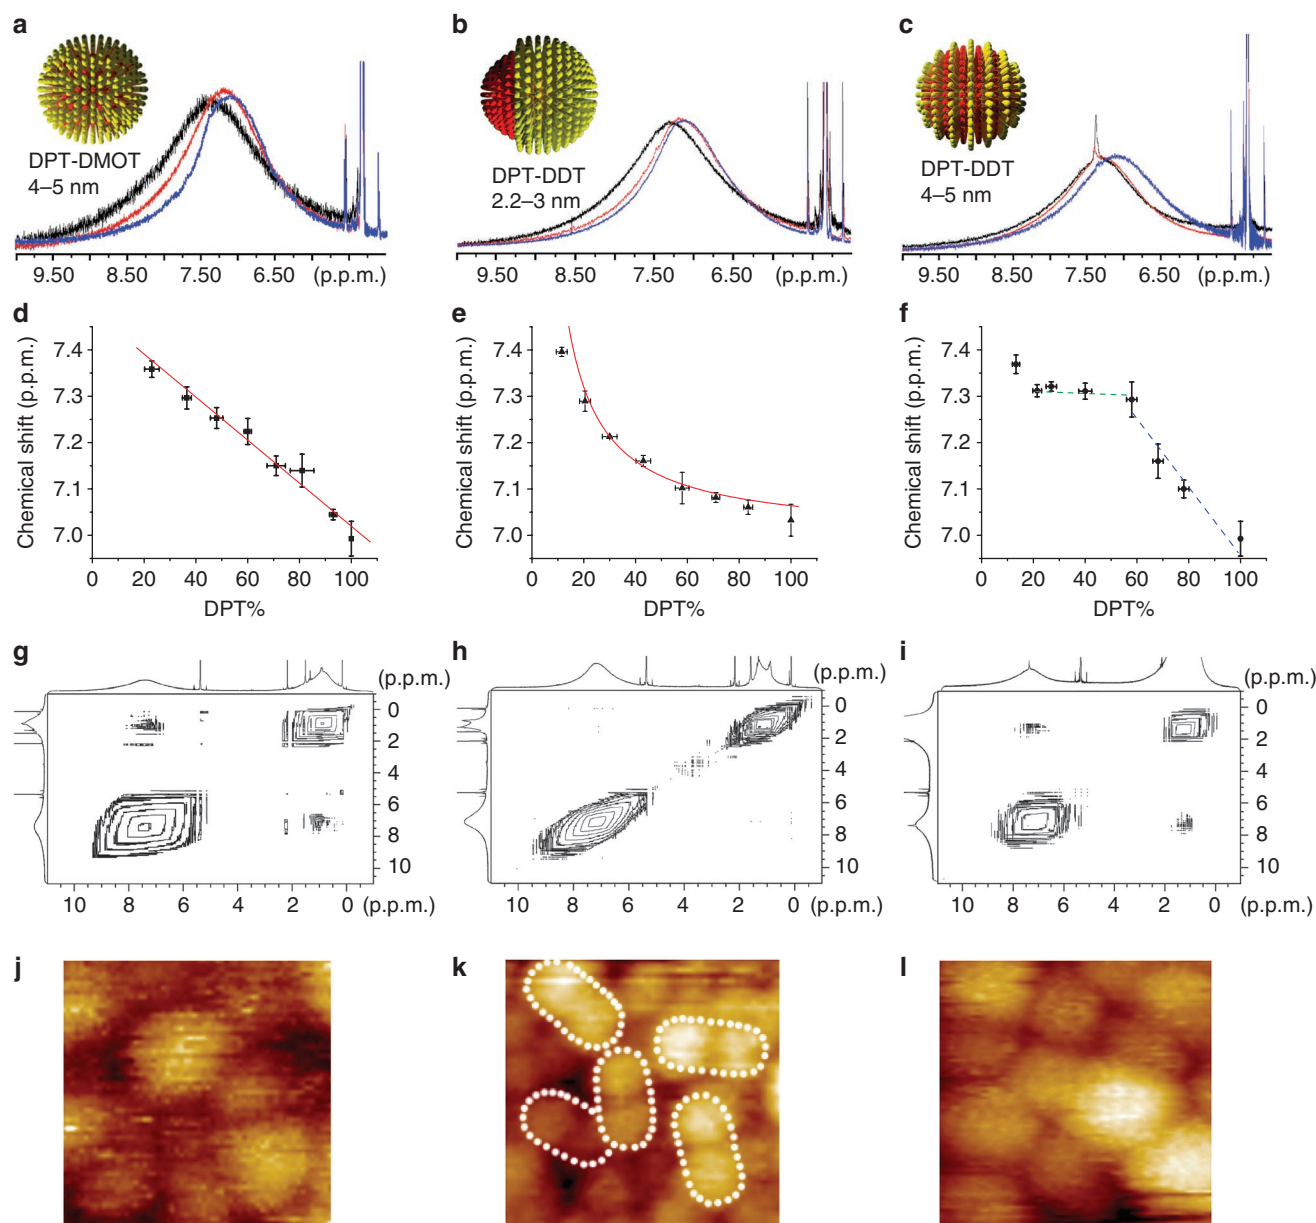 a
DPT-DMOT
4–5 nm
9.50 8.50 7.50 6.50 (p.p.m.)
b
DPT-DDT
2.2–3 nm
9.50 8.50 7.50 6.50 (p.p.m.)
c
DPT-DDT
4–5 nm
9.50 8.50 7.50 6.50 (p.p.m.)
d
Chemical shift (p.p.m.)
7.4
7.3
7.2
7.1
7.0
0 20 40 60 80 100
DPT%
e
Chemical shift (p.p.m.)
7.4
7.3
7.2
7.1
7.0
0 20 40 60 80 100
DPT%
f
Chemical shift (p.p.m.)
7.4
7.3
7.2
7.1
7.0
0 20 40 60 80 100
DPT%
g
(p.p.m.)
0
2
4
6
8
10
10 8 6 4 2 0 (p.p.m.)
h
(p.p.m.)
0
2
4
6
8
10
10 8 6 4 2 0 (p.p.m.)
i
(p.p.m.)
0
2
4
6
8
10
10 8 6 4 2 0 (p.p.m.)
j
k
l